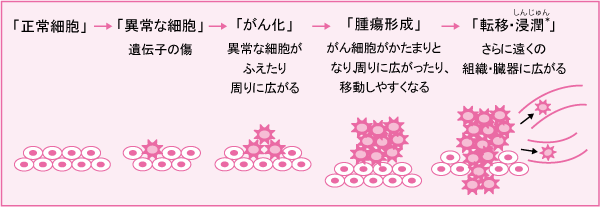 「正常細胞」→「異常な細胞」→「がん化」→「腫瘍形成」→「転移・浸潤*」
しんじゅん
遺伝子の傷
異常な細胞が
ふえたり
周りに広がる
がん細胞がかたまりと
なり、周りに広がったり、
移動しやすくなる
さらに遠くの
組織・臓器に広がる